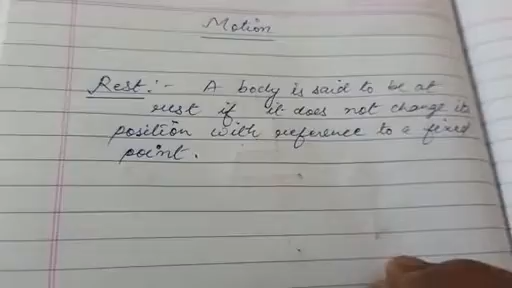 Motion
Rest :- A body is said to be at
rest if it does not change its
position with reference to a fixed
point.